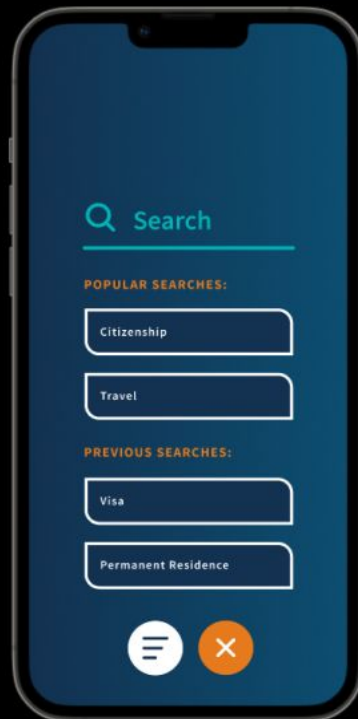 Search
POPULAR SEARCHES:
Citizenship
Travel
PREVIOUS SEARCHES:
Visa
Permanent Residence